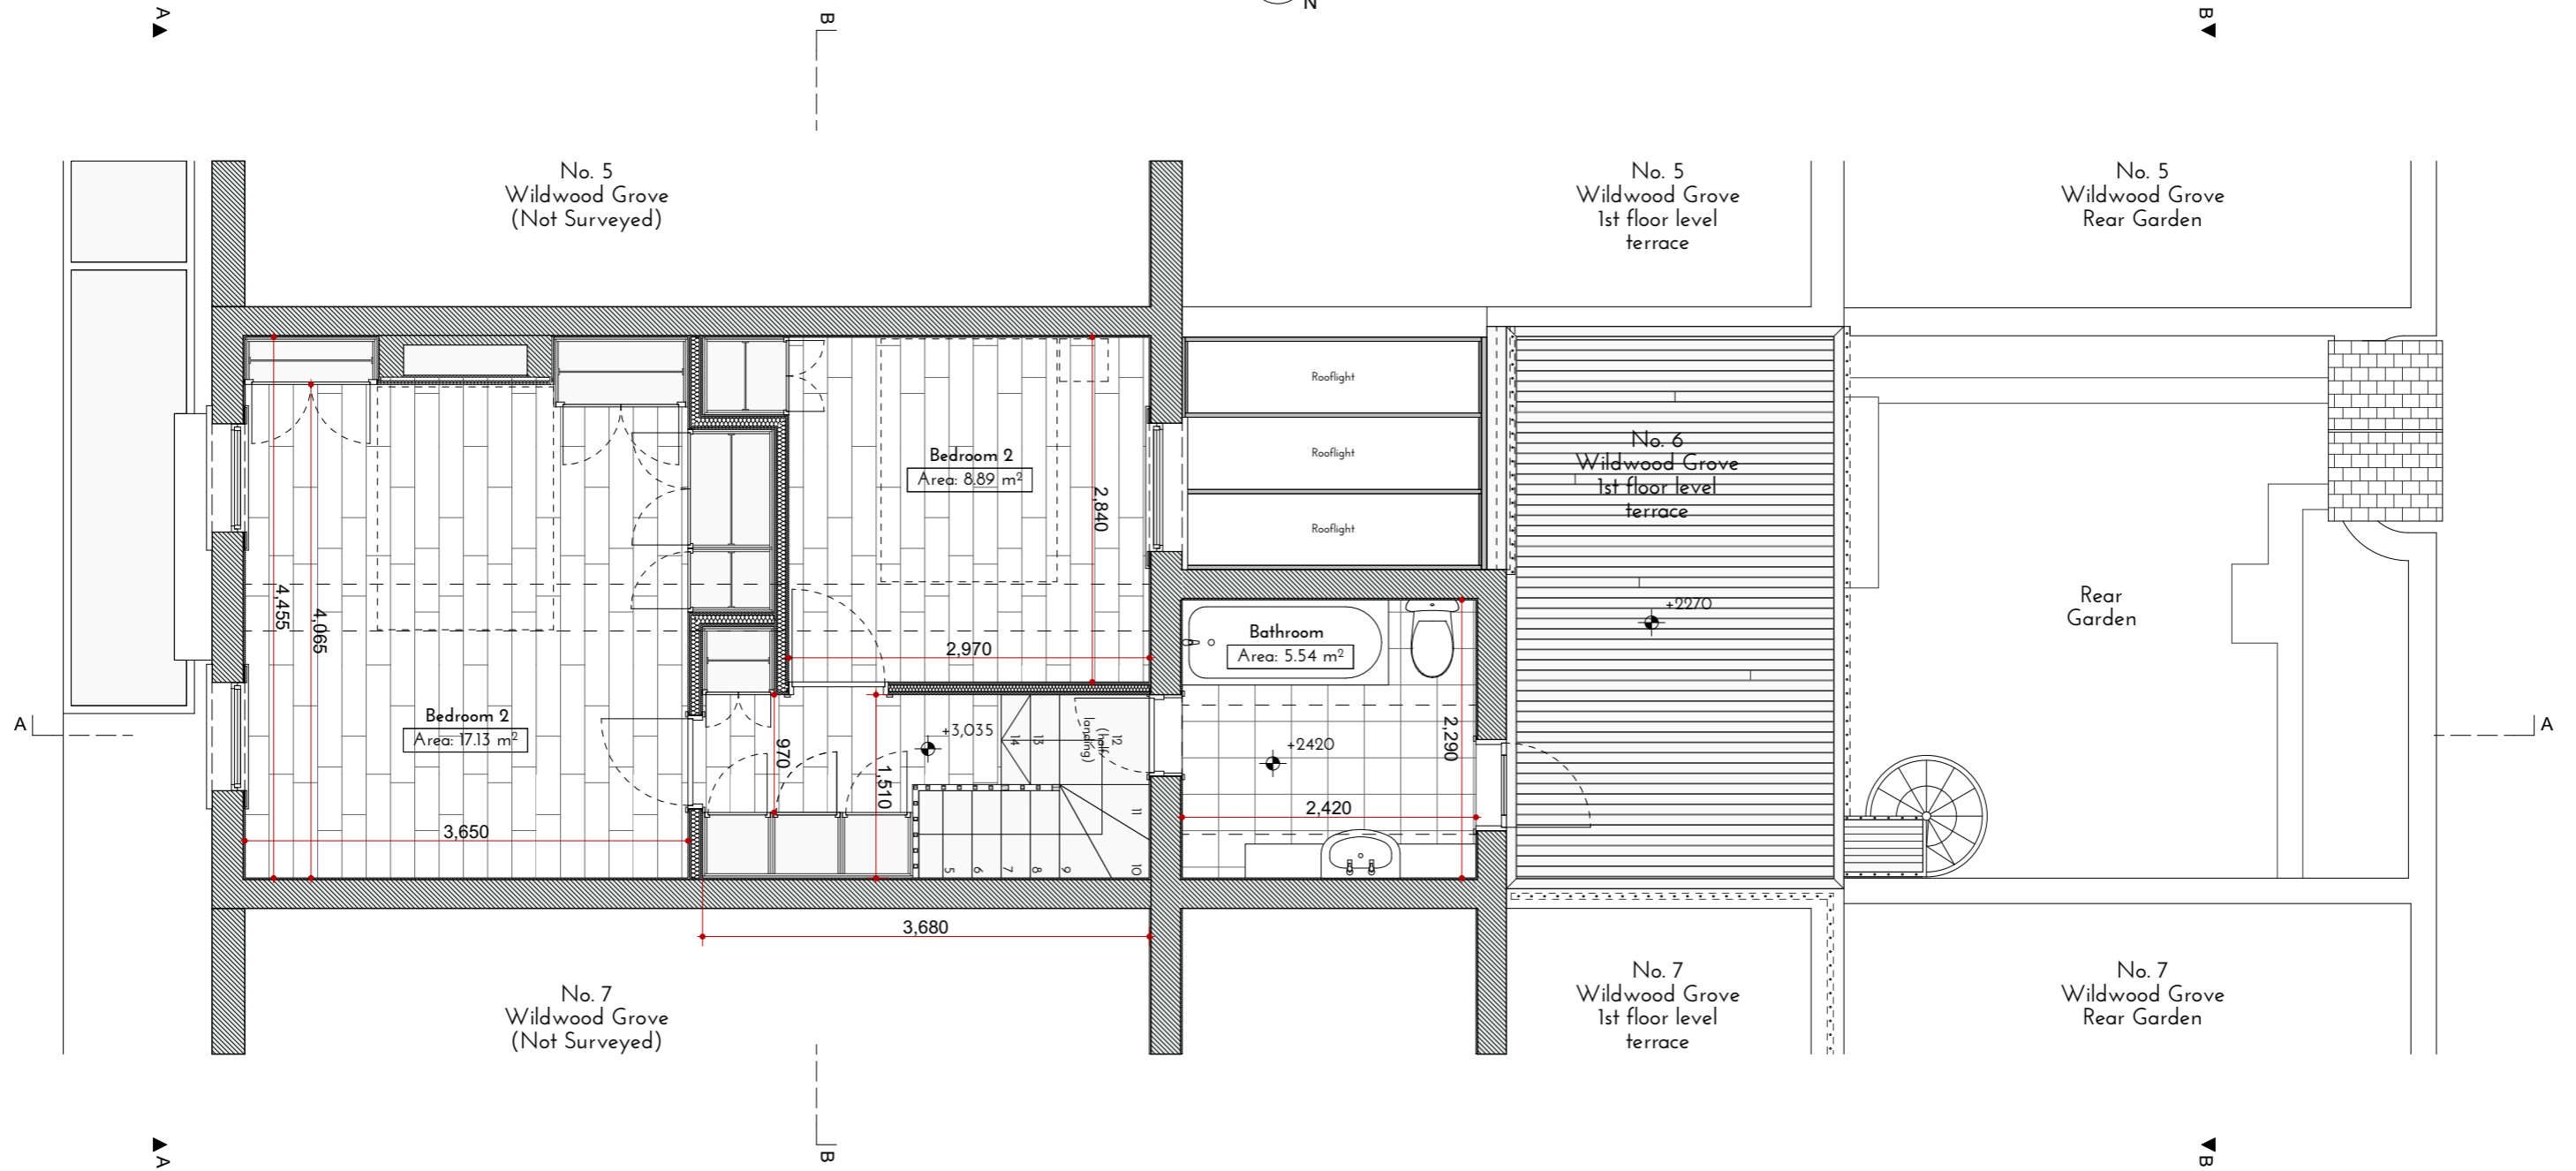 N
A
B
B
No. 5
Wildwood Grove
(Not Surveyed)
No. 5
Wildwood Grove
1st floor level
terrace
No. 5
Wildwood Grove
Rear Garden
Rooflight
Rooflight
Rooflight
No. 6
Wildwood Grove
1st floor level
terrace
+2270
Bedroom 2
Area: 8.89 m²
2,840
2,970
4,455
4,065
Bedroom 2
Area: 17.13 m²
3,650
Bathroom
Area: 5.54 m²
+2420
2,290
2,420
Rear
Garden
+3,035
970
1,510
14
13
12
(half
landing)
11
10
5
6
7
8
9
3,680
A
A
No. 7
Wildwood Grove
(Not Surveyed)
No. 7
Wildwood Grove
1st floor level
terrace
No. 7
Wildwood Grove
Rear Garden
A
B
B